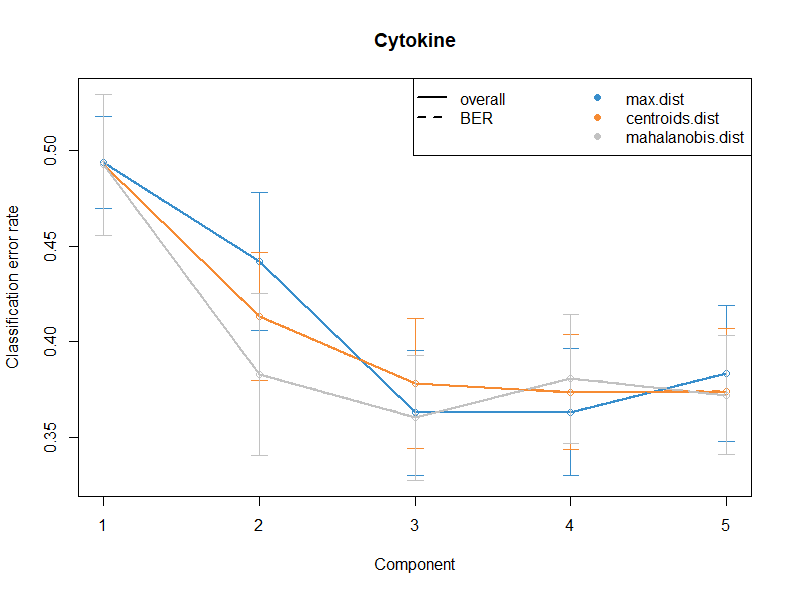 Cytokine
overall
BER
max.dist
centroids.dist
mahalanobis.dist
Classification error rate
0.50
0.45
0.40
0.35
1 2 3 4 5
Component